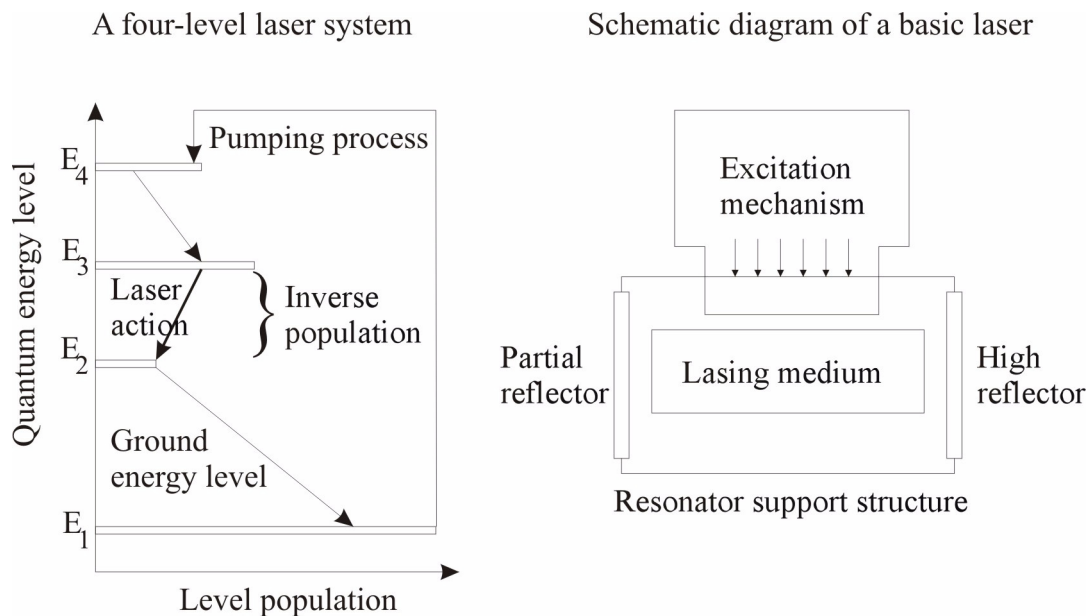 A four-level laser system
Quantum energy level
E4
Pumping process
E3
Laser
action
Inverse
population
E2
Ground
energy level
E1
Level population
Schematic diagram of a basic laser
Excitation
mechanism
Partial
reflector
Lasing medium
High
reflector
Resonator support structure